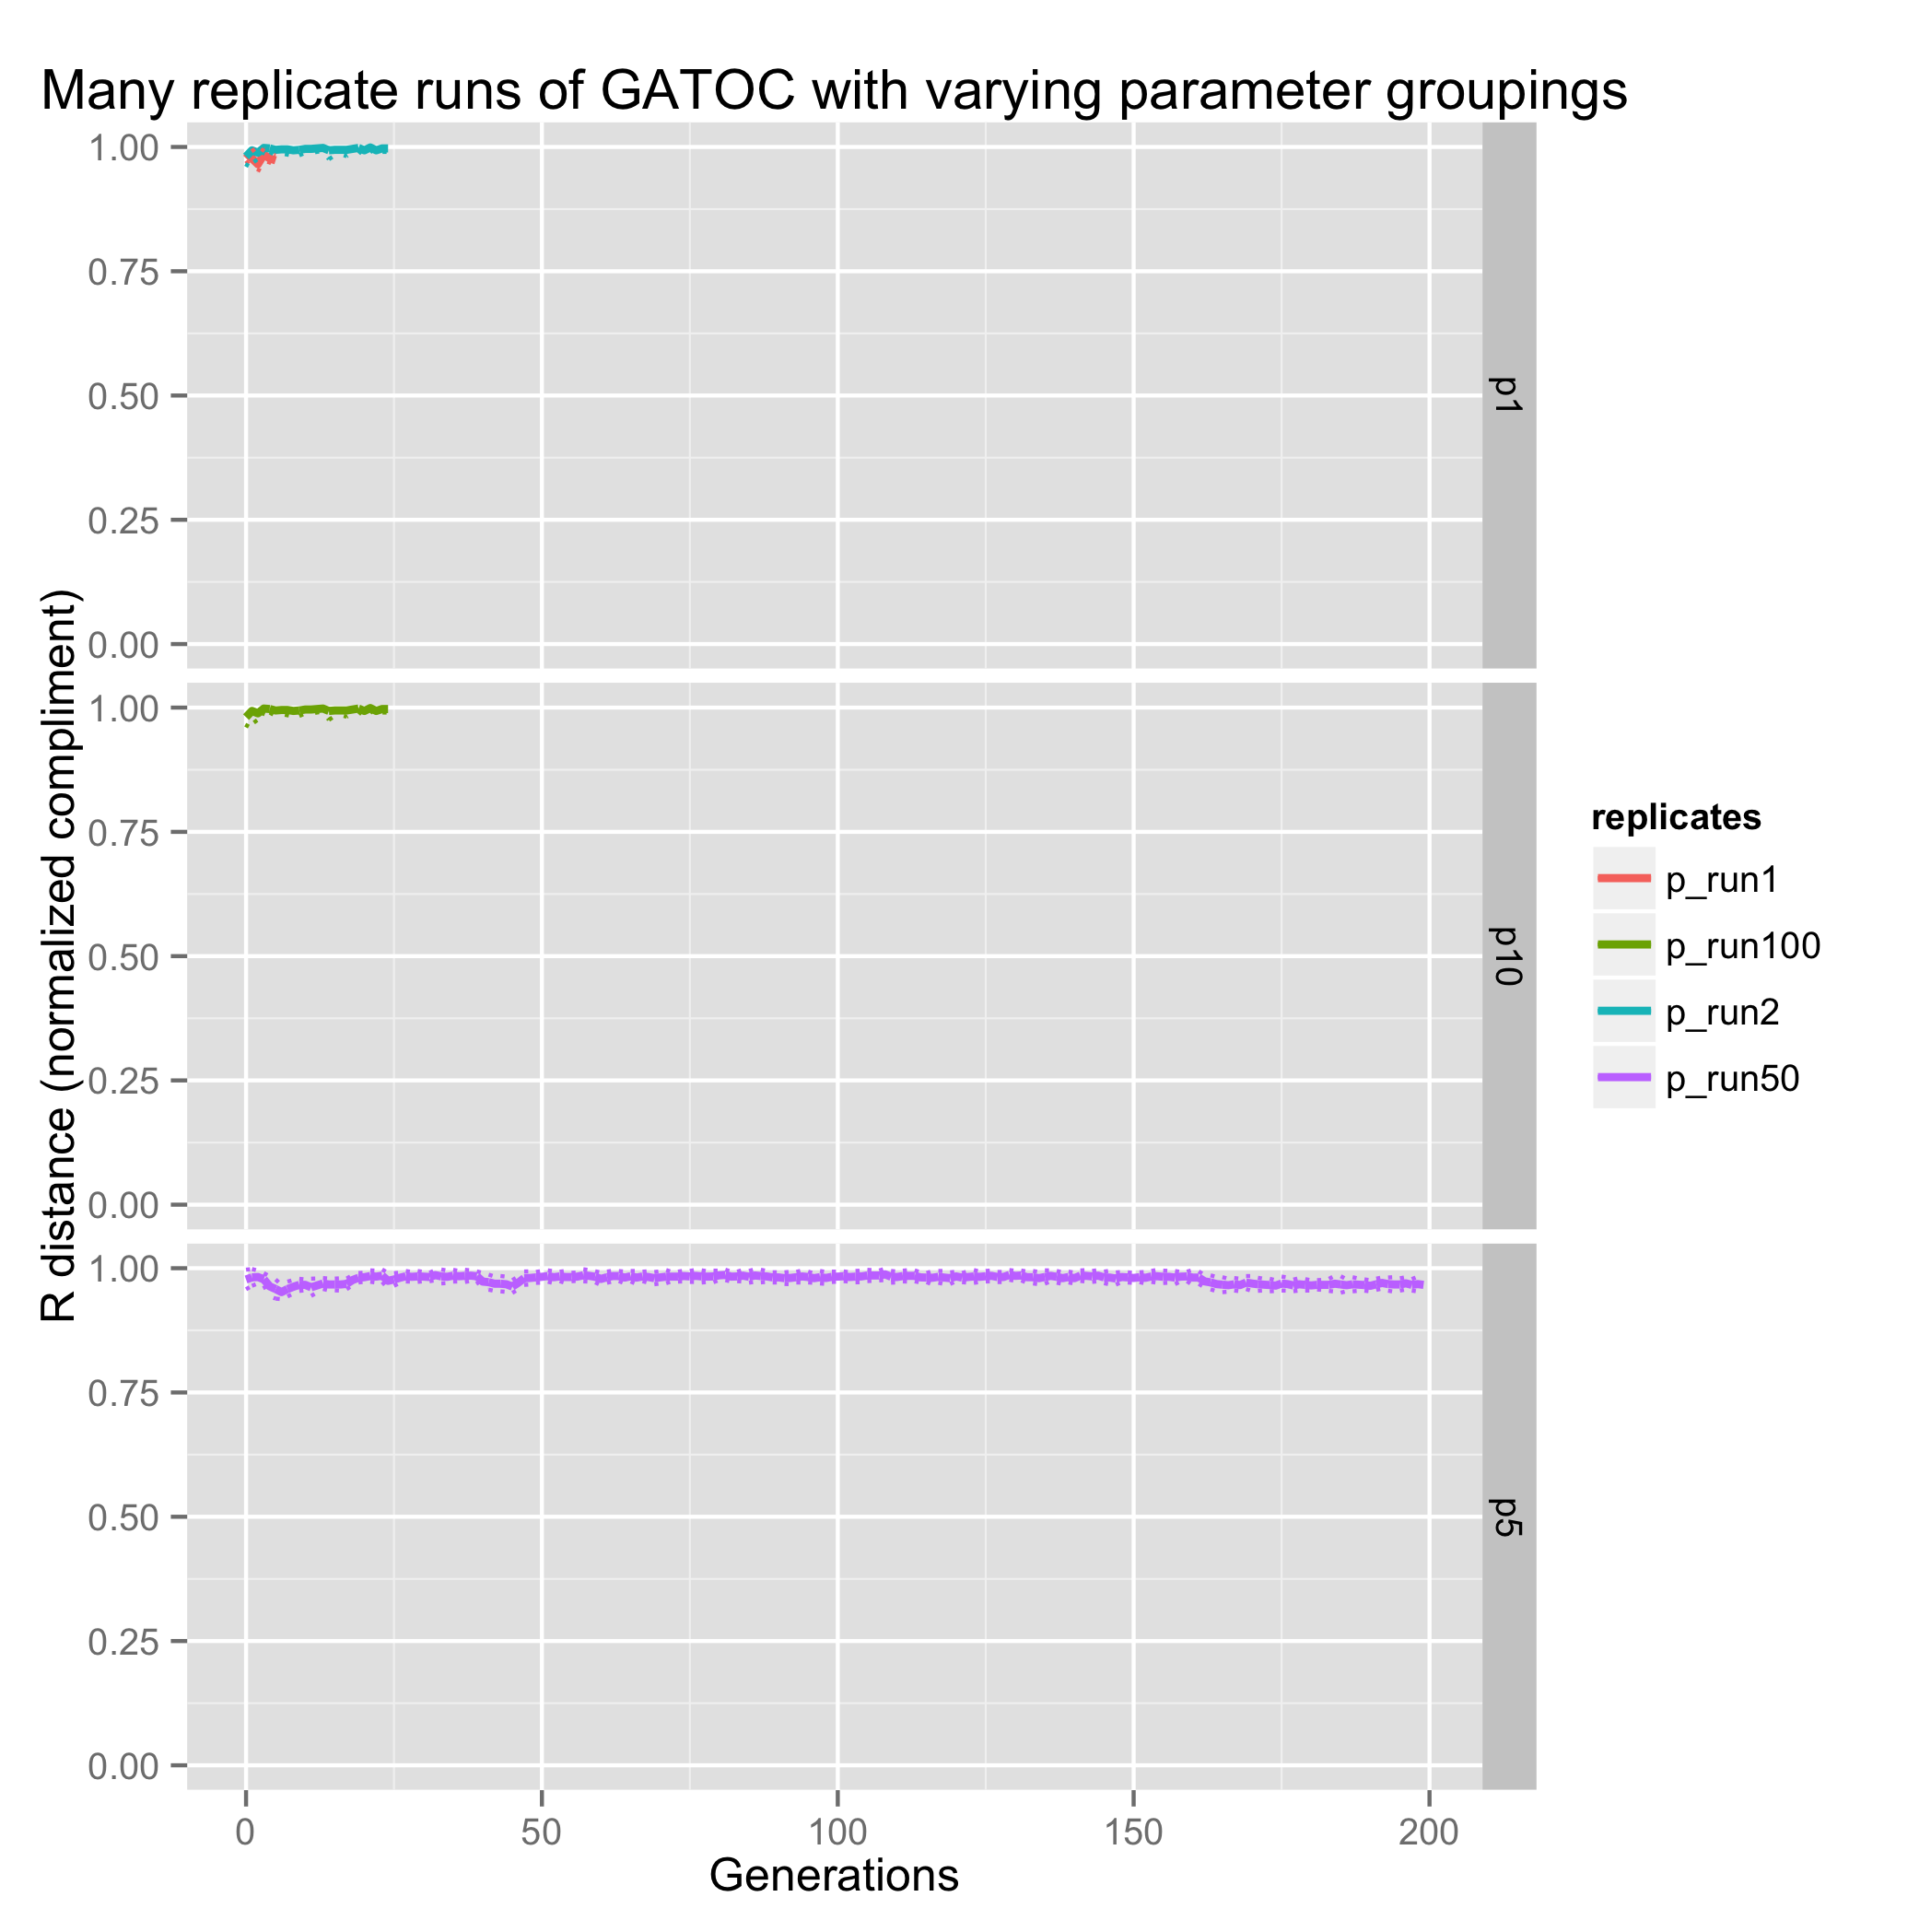 Many replicate runs of GATOC with varying parameter groupings
R distance (normalized compliment)
1.00
0.75
0.50
0.25
0.00
p1
1.00
0.75
0.50
0.25
0.00
p10
1.00
0.75
0.50
0.25
0.00
p5
0 50 100 150 200
Generations
replicates
p_run1
p_run100
p_run2
p_run50